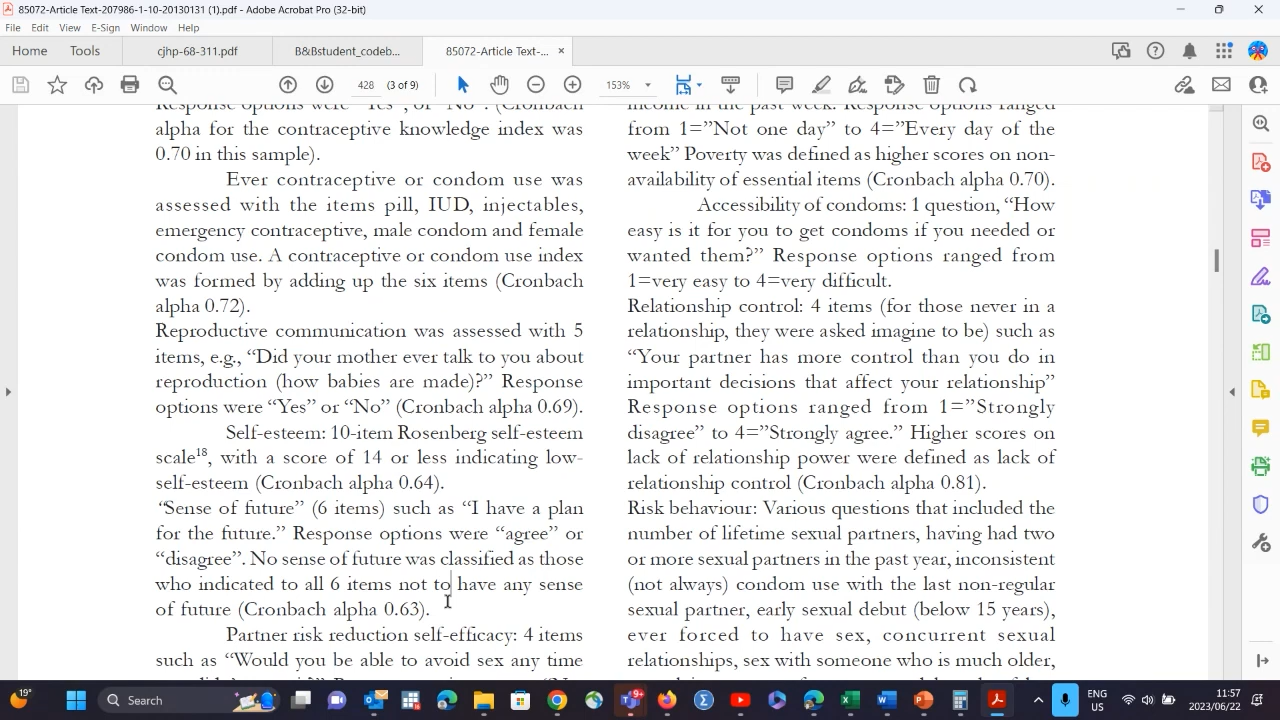 85072-Article Text-207986-1-10-20130131 (1).pdf - Adobe Acrobat Pro (32-bit)
File Edit View E-Sign Window Help
Home Tools cjhp-68-311.pdf B&Bstudent_codeb... 85072-Article Text-... ×
428 (3 of 9) 153%
Response options were "Yes", or "No". (Cronbach
alpha for the contraceptive knowledge index was
0.70 in this sample).
Ever contraceptive or condom use was
assessed with the items pill, IUD, injectables,
emergency contraceptive, male condom and female
condom use. A contraceptive or condom use index
was formed by adding up the six items (Cronbach
alpha 0.72).
Reproductive communication was assessed with 5
items, e.g., “Did your mother ever talk to you about
reproduction (how babies are made)?” Response
options were “Yes” or “No” (Cronbach alpha 0.69).
Self-esteem: 10-item Rosenberg self-esteem
scale18, with a score of 14 or less indicating low-
self-esteem (Cronbach alpha 0.64).
“Sense of future” (6 items) such as “I have a plan
for the future.” Response options were “agree” or
“disagree”. No sense of future was classified as those
who indicated to all 6 items not to have any sense
of future (Cronbach alpha 0.63).
Partner risk reduction self-efficacy: 4 items
such as “Would you be able to avoid sex any time
income in the past week. Response options ranged
from 1=”Not one day” to 4=”Every day of the
week” Poverty was defined as higher scores on non-
availability of essential items (Cronbach alpha 0.70).
Accessibility of condoms: 1 question, “How
easy is it for you to get condoms if you needed or
wanted them?” Response options ranged from
1=very easy to 4=very difficult.
Relationship control: 4 items (for those never in a
relationship, they were asked imagine to be) such as
“Your partner has more control than you do in
important decisions that affect your relationship”
Response options ranged from 1=”Strongly
disagree” to 4=”Strongly agree.” Higher scores on
lack of relationship power were defined as lack of
relationship control (Cronbach alpha 0.81).
Risk behaviour: Various questions that included the
number of lifetime sexual partners, having had two
or more sexual partners in the past year, inconsistent
(not always) condom use with the last non-regular
sexual partner, early sexual debut (below 15 years),
ever forced to have sex, concurrent sexual
relationships, sex with someone who is much older,
19° Search 9+ ENG 11:57
US 2023/06/22